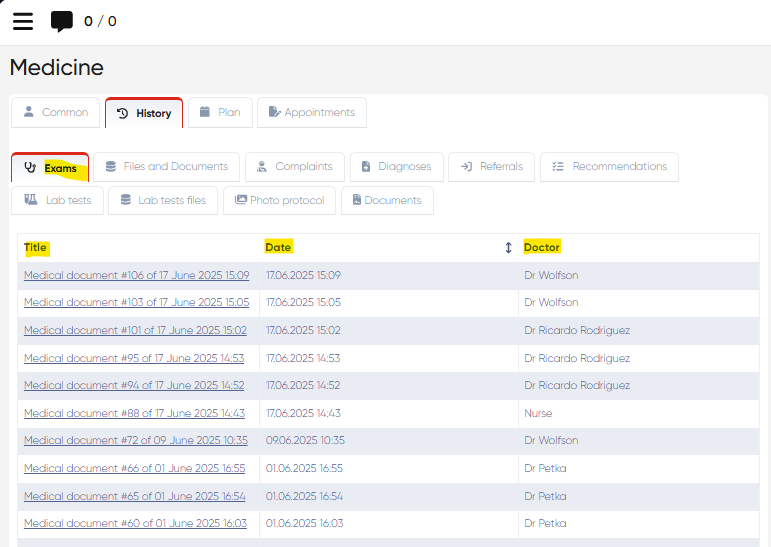 0 / 0
Medicine
Common History Plan Appointments
Exams Files and Documents Complaints Diagnoses Referrals Recommendations
Lab tests Lab tests files Photo protocol Documents
Title Date Doctor
Medical document #106 of 17 June 2025 15:09 17.06.2025 15:09 Dr Wolfson
Medical document #103 of 17 June 2025 15:05 17.06.2025 15:05 Dr Wolfson
Medical document #101 of 17 June 2025 15:02 17.06.2025 15:02 Dr Ricardo Rodriguez
Medical document #95 of 17 June 2025 14:53 17.06.2025 14:53 Dr Ricardo Rodriguez
Medical document #94 of 17 June 2025 14:52 17.06.2025 14:52 Dr Ricardo Rodriguez
Medical document #88 of 17 June 2025 14:43 17.06.2025 14:43 Nurse
Medical document #72 of 09 June 2025 10:35 09.06.2025 10:35 Dr Wolfson
Medical document #66 of 01 June 2025 16:55 01.06.2025 16:55 Dr Petka
Medical document #65 of 01 June 2025 16:54 01.06.2025 16:54 Dr Petka
Medical document #60 of 01 June 2025 16:03 01.06.2025 16:03 Dr Petka